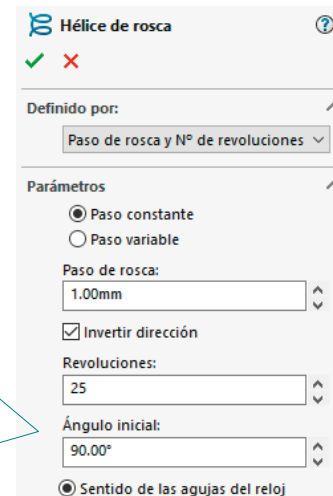 Hélice de rosca
Definido por:
Paso de rosca y Nº de revoluciones
Parámetros
Paso constante
Paso variable
Paso de rosca:
1.00mm
Invertir dirección
Revoluciones:
25
Ángulo inicial:
90.00°
Sentido de las agujas del reloj